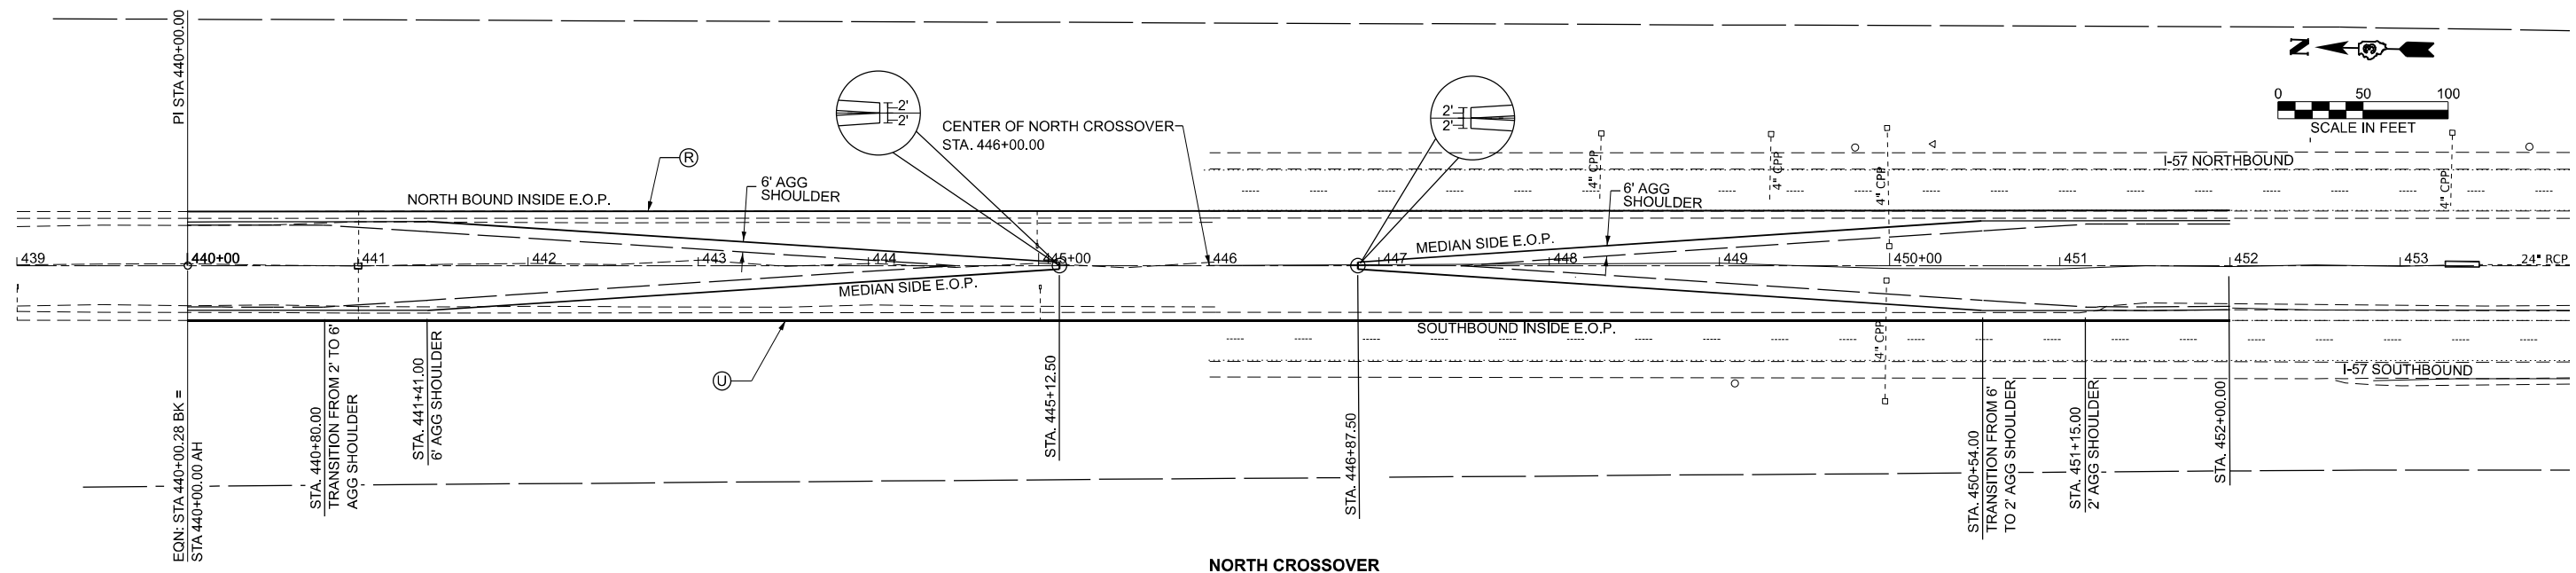 PI STA 440+00.00
N
3
0 50 100
SCALE IN FEET
2'
2'
CENTER OF NORTH CROSSOVER
STA. 446+00.00
2'
2'
4" CPP
4" CPP
4" CPP
4" CPP
I-57 NORTHBOUND
R
6' AGG
SHOULDER
6' AGG
SHOULDER
NORTH BOUND INSIDE E.O.P.
MEDIAN SIDE E.O.P.
439 440+00 441 442 443 444 445+00 446 447 448 449 450+00 451 452 453 24" RCP
MEDIAN SIDE E.O.P.
SOUTHBOUND INSIDE E.O.P.
4" CPP
U
I-57 SOUTHBOUND
EQN: STA 440+00.28 BK =
STA 440+00.00 AH
STA. 440+80.00
TRANSITION FROM 2' TO 6'
AGG SHOULDER
STA. 441+41.00
6' AGG SHOULDER
STA. 445+12.50
STA. 446+87.50
STA. 450+54.00
TRANSITION FROM 6'
TO 2' AGG SHOULDER
STA. 451+15.00
2' AGG SHOULDER
STA. 452+00.00
NORTH CROSSOVER